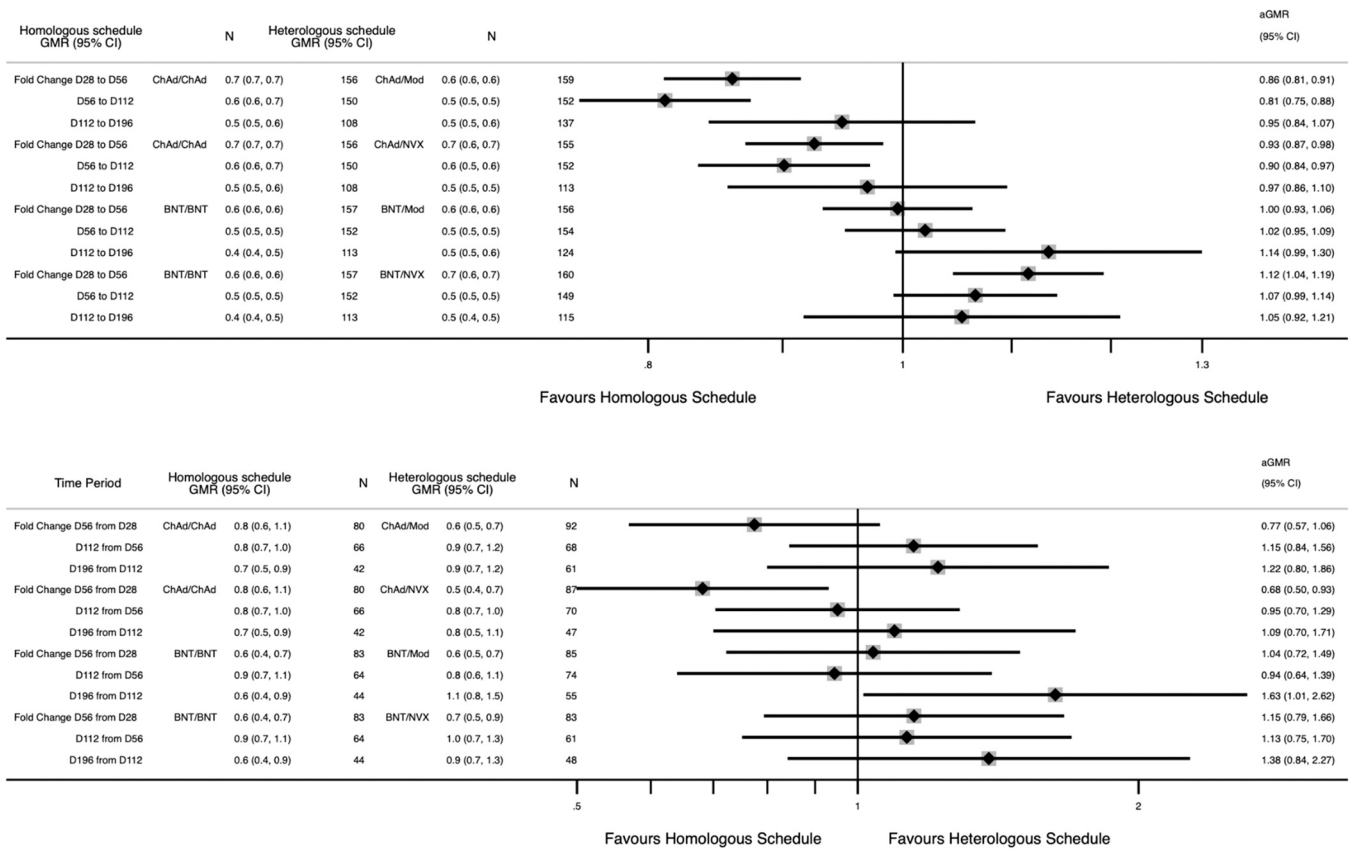 aGMR
Homologous schedule N Heterologous schedule N (95% CI)
GMR (95% CI) GMR (95% CI)
Fold Change D28 to D56 ChAd/ChAd 0.7 (0.7, 0.7) 156 ChAd/Mod 0.6 (0.6, 0.6) 159 0.86 (0.81, 0.91)
D56 to D112 0.6 (0.6, 0.7) 150 0.5 (0.5, 0.5) 152 0.81 (0.75, 0.88)
D112 to D196 0.5 (0.5, 0.6) 108 0.5 (0.5, 0.6) 137 0.95 (0.84, 1.07)
Fold Change D28 to D56 ChAd/ChAd 0.7 (0.7, 0.7) 156 ChAd/NVX 0.7 (0.6, 0.7) 155 0.93 (0.87, 0.98)
D56 to D112 0.6 (0.6, 0.7) 150 0.6 (0.5, 0.6) 152 0.90 (0.84, 0.97)
D112 to D196 0.5 (0.5, 0.6) 108 0.5 (0.5, 0.5) 113 0.97 (0.86, 1.10)
Fold Change D28 to D56 BNT/BNT 0.6 (0.6, 0.6) 157 BNT/Mod 0.6 (0.6, 0.6) 156 1.00 (0.93, 1.06)
D56 to D112 0.5 (0.5, 0.5) 152 0.5 (0.5, 0.5) 154 1.02 (0.95, 1.09)
D112 to D196 0.4 (0.4, 0.5) 113 0.5 (0.5, 0.6) 124 1.14 (0.99, 1.30)
Fold Change D28 to D56 BNT/BNT 0.6 (0.6, 0.6) 157 BNT/NVX 0.7 (0.6, 0.7) 160 1.12 (1.04, 1.19)
D56 to D112 0.5 (0.5, 0.5) 152 0.5 (0.5, 0.5) 149 1.07 (0.99, 1.14)
D112 to D196 0.4 (0.4, 0.5) 113 0.5 (0.4, 0.5) 115 1.05 (0.92, 1.21)
.8 1 1.3
Favours Homologous Schedule Favours Heterologous Schedule
aGMR
Time Period Homologous schedule N Heterologous schedule N (95% CI)
GMR (95% CI) GMR (95% CI)
Fold Change D56 from D28 ChAd/ChAd 0.8 (0.6, 1.1) 80 ChAd/Mod 0.6 (0.5, 0.7) 92 0.77 (0.57, 1.06)
D112 from D56 0.8 (0.7, 1.0) 66 0.9 (0.7, 1.2) 68 1.15 (0.84, 1.56)
D196 from D112 0.7 (0.5, 0.9) 42 0.9 (0.7, 1.2) 61 1.22 (0.80, 1.86)
Fold Change D56 from D28 ChAd/ChAd 0.8 (0.6, 1.1) 80 ChAd/NVX 0.5 (0.4, 0.7) 87 0.68 (0.50, 0.93)
D112 from D56 0.8 (0.7, 1.0) 66 0.8 (0.7, 1.0) 70 0.95 (0.70, 1.29)
D196 from D112 0.7 (0.5, 0.9) 42 0.8 (0.5, 1.1) 47 1.09 (0.70, 1.71)
Fold Change D56 from D28 BNT/BNT 0.6 (0.4, 0.7) 83 BNT/Mod 0.6 (0.5, 0.7) 85 1.04 (0.72, 1.49)
D112 from D56 0.9 (0.7, 1.1) 64 0.8 (0.6, 1.1) 74 0.94 (0.64, 1.39)
D196 from D112 0.6 (0.4, 0.9) 44 1.1 (0.8, 1.5) 55 1.63 (1.01, 2.62)
Fold Change D56 from D28 BNT/BNT 0.6 (0.4, 0.7) 83 BNT/NVX 0.7 (0.5, 0.9) 83 1.15 (0.79, 1.66)
D112 from D56 0.9 (0.7, 1.1) 64 1.0 (0.7, 1.3) 61 1.13 (0.75, 1.70)
D196 from D112 0.6 (0.4, 0.9) 44 0.9 (0.7, 1.3) 48 1.38 (0.84, 2.27)
.5 1 2
Favours Homologous Schedule Favours Heterologous Schedule